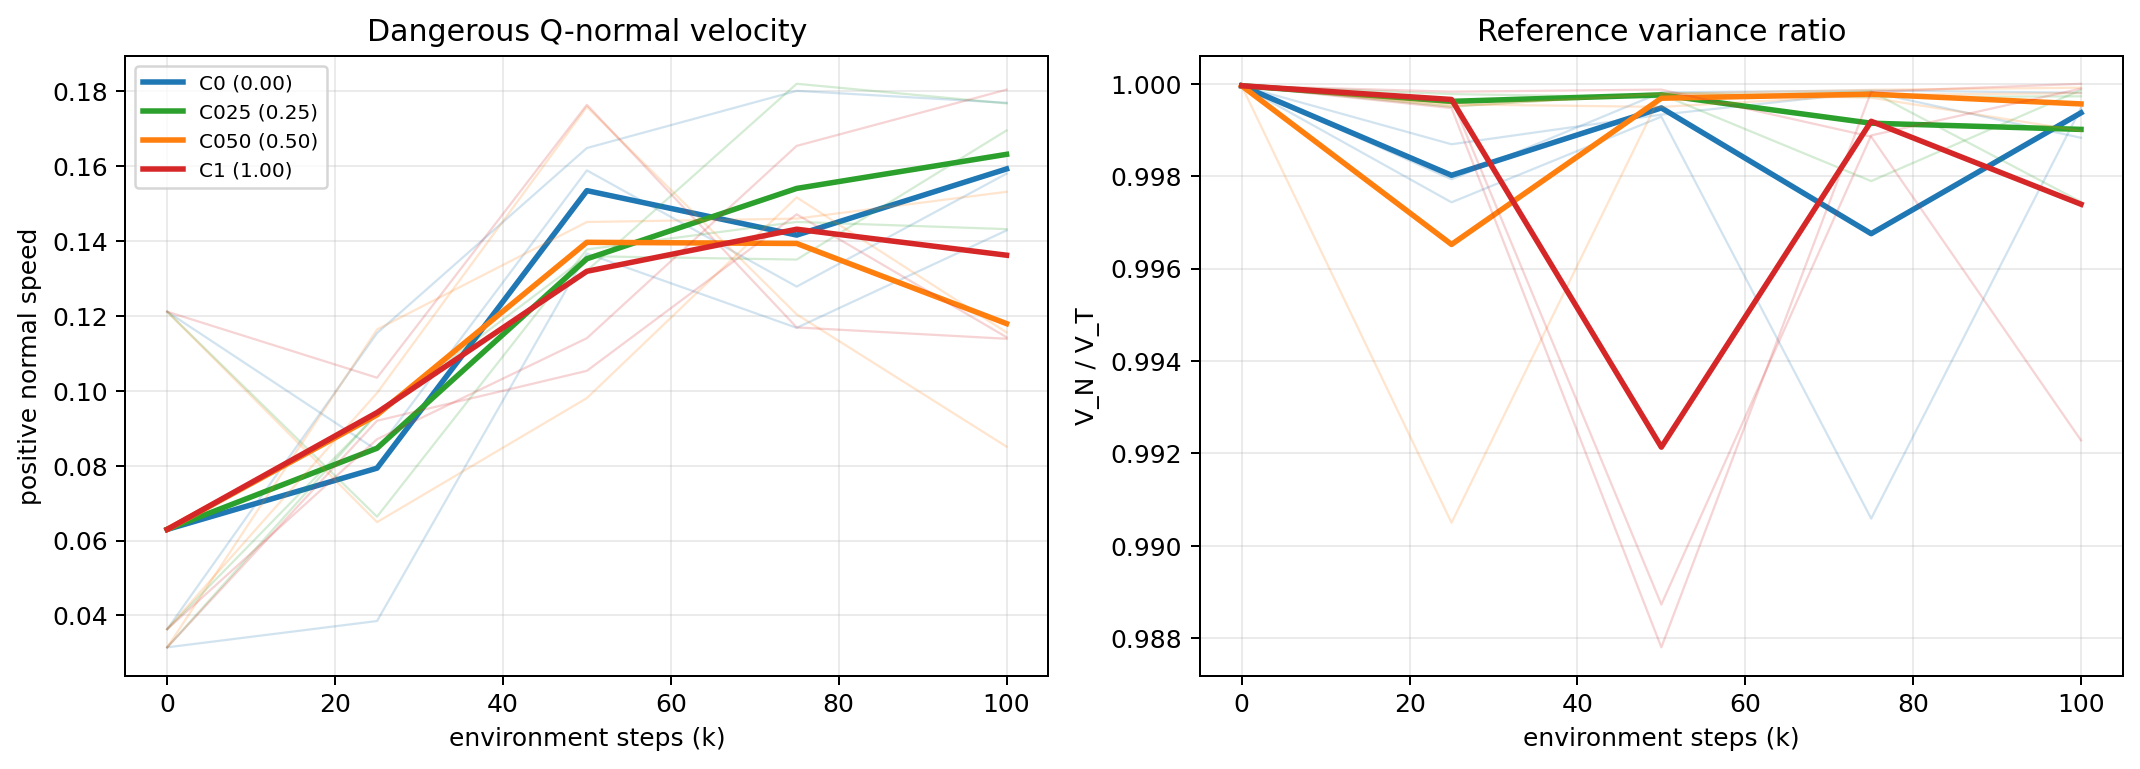 Dangerous Q-normal velocity
C0 (0.00)
C025 (0.25)
C050 (0.50)
C1 (1.00)
positive normal speed
0.18
0.16
0.14
0.12
0.10
0.08
0.06
0.04
0 20 40 60 80 100
environment steps (k)
Reference variance ratio
V_N / V_T
1.000
0.998
0.996
0.994
0.992
0.990
0.988
0 20 40 60 80 100
environment steps (k)